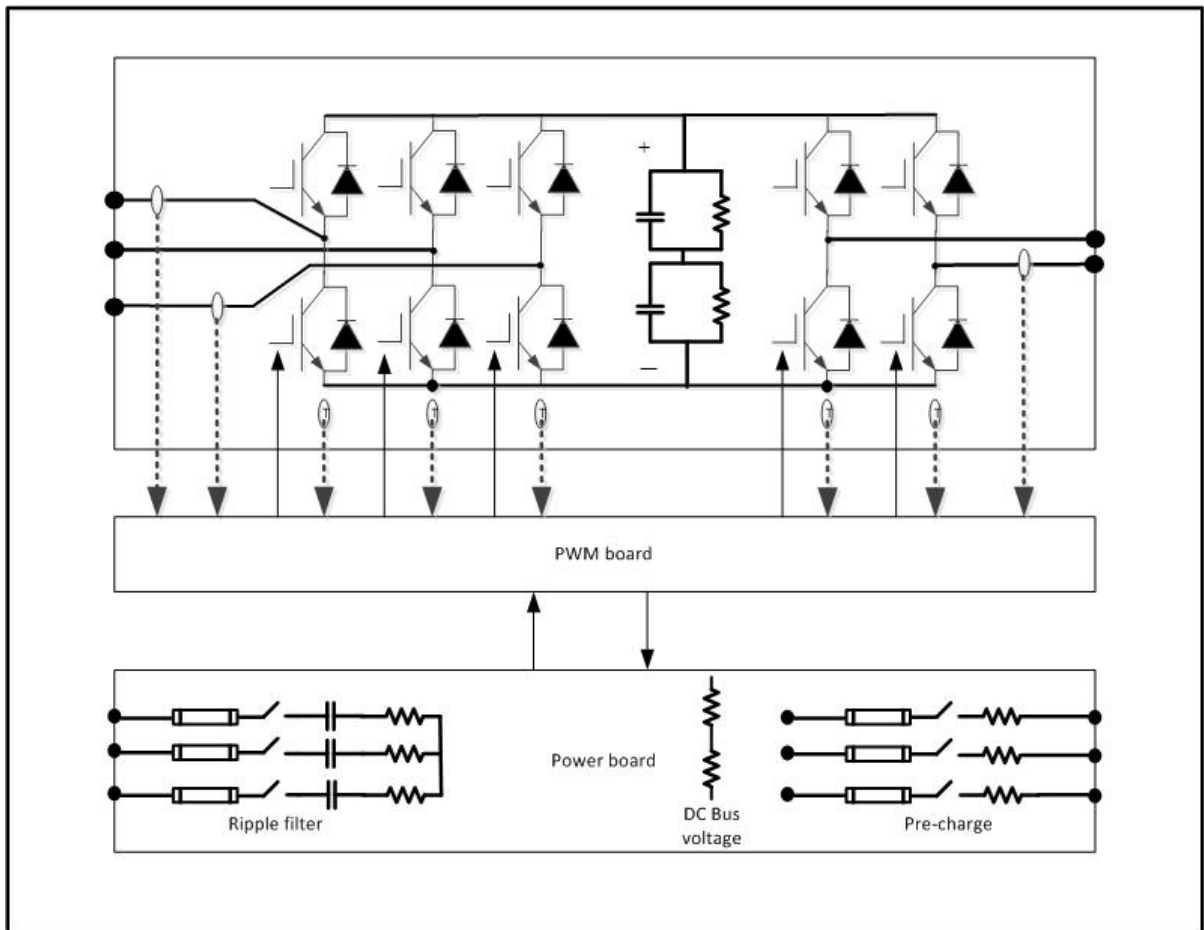 +
−
T
T
T
T
T
PWM board
Power board
Ripple filter
DC Bus
voltage
Pre-charge